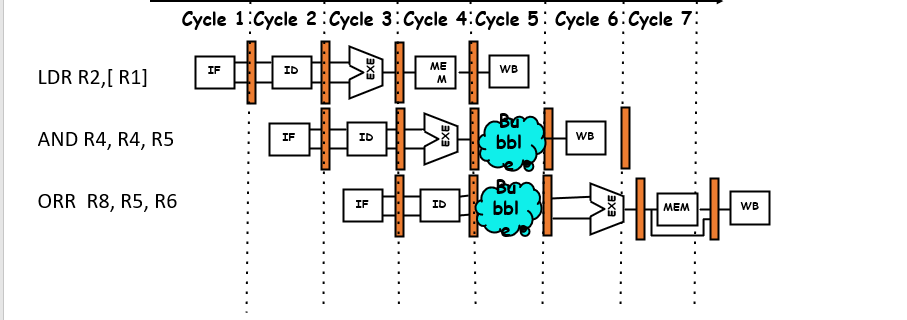 Cycle 1 Cycle 2 Cycle 3 Cycle 4 Cycle 5 Cycle 6 Cycle 7
LDR R2,[ R1] IF ID EXE ME M WB
AND R4, R4, R5 IF ID EXE Bu bbl e WB
ORR R8, R5, R6 IF ID Bu bbl e EXE MEM WB